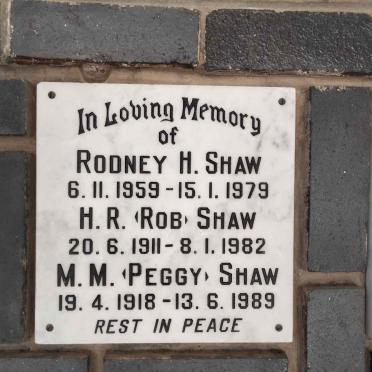 In Loving Memory
of
RODNEY H. SHAW
6. 11. 1959 - 15. 1. 1979
H. R. (ROB) SHAW
20. 6. 1911 - 8. 1. 1982
M. M. (PEGGY) SHAW
19. 4. 1918 - 13. 6. 1989
REST IN PEACE